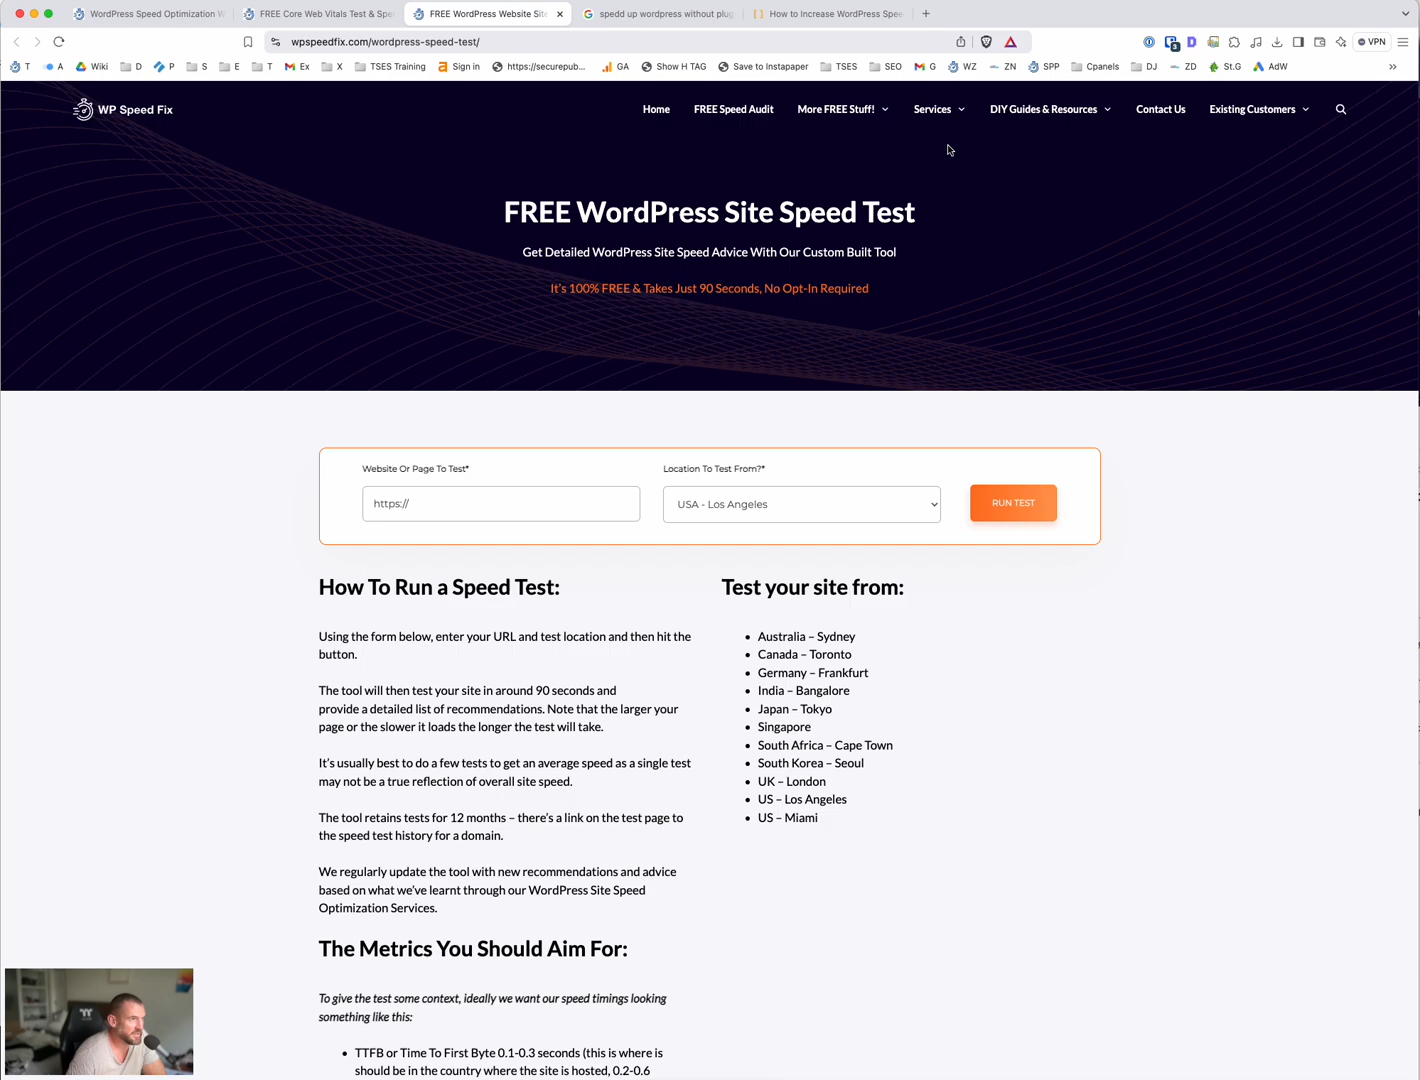 WordPress Speed Optimization W
FREE Core Web Vitals Test & Spe
FREE WordPress Website Sit
spedd up wordpress without plug
How to Increase WordPress Spee
wpspeedfix.com/wordpress-speed-test/
VPN
T
A
Wiki
D
P
S
E
T
Ex
X
TSES Training
Sign in
https://securepub...
GA
Show H TAG
Save to Instapaper
TSES
SEO
G
WZ
ZN
SPP
Cpanels
DJ
ZD
St.G
AdW
WP Speed Fix
Home
FREE Speed Audit
More FREE Stuff!
Services
DIY Guides & Resources
Contact Us
Existing Customers
FREE WordPress Site Speed Test
Get Detailed WordPress Site Speed Advice With Our Custom Built Tool
It's 100% FREE & Takes Just 90 Seconds, No Opt-In Required
Website Or Page To Test*
Location To Test From?*
https://
USA - Los Angeles
RUN TEST
How To Run a Speed Test:
Using the form below, enter your URL and test location and then hit the
button.
The tool will then test your site in around 90 seconds and
provide a detailed list of recommendations. Note that the larger your
page or the slower it loads the longer the test will take.
It's usually best to do a few tests to get an average speed as a single test
may not be a true reflection of overall site speed.
The tool retains tests for 12 months – there's a link on the test page to
the speed test history for a domain.
We regularly update the tool with new recommendations and advice
based on what we've learnt through our WordPress Site Speed
Optimization Services.
Test your site from:
Australia – Sydney
Canada – Toronto
Germany – Frankfurt
India – Bangalore
Japan – Tokyo
Singapore
South Africa – Cape Town
South Korea – Seoul
UK – London
US – Los Angeles
US – Miami
The Metrics You Should Aim For:
To give the test some context, ideally we want our speed timings looking
something like this:
TTFB or Time To First Byte 0.1-0.3 seconds (this is where is
should be in the country where the site is hosted, 0.2-0.6